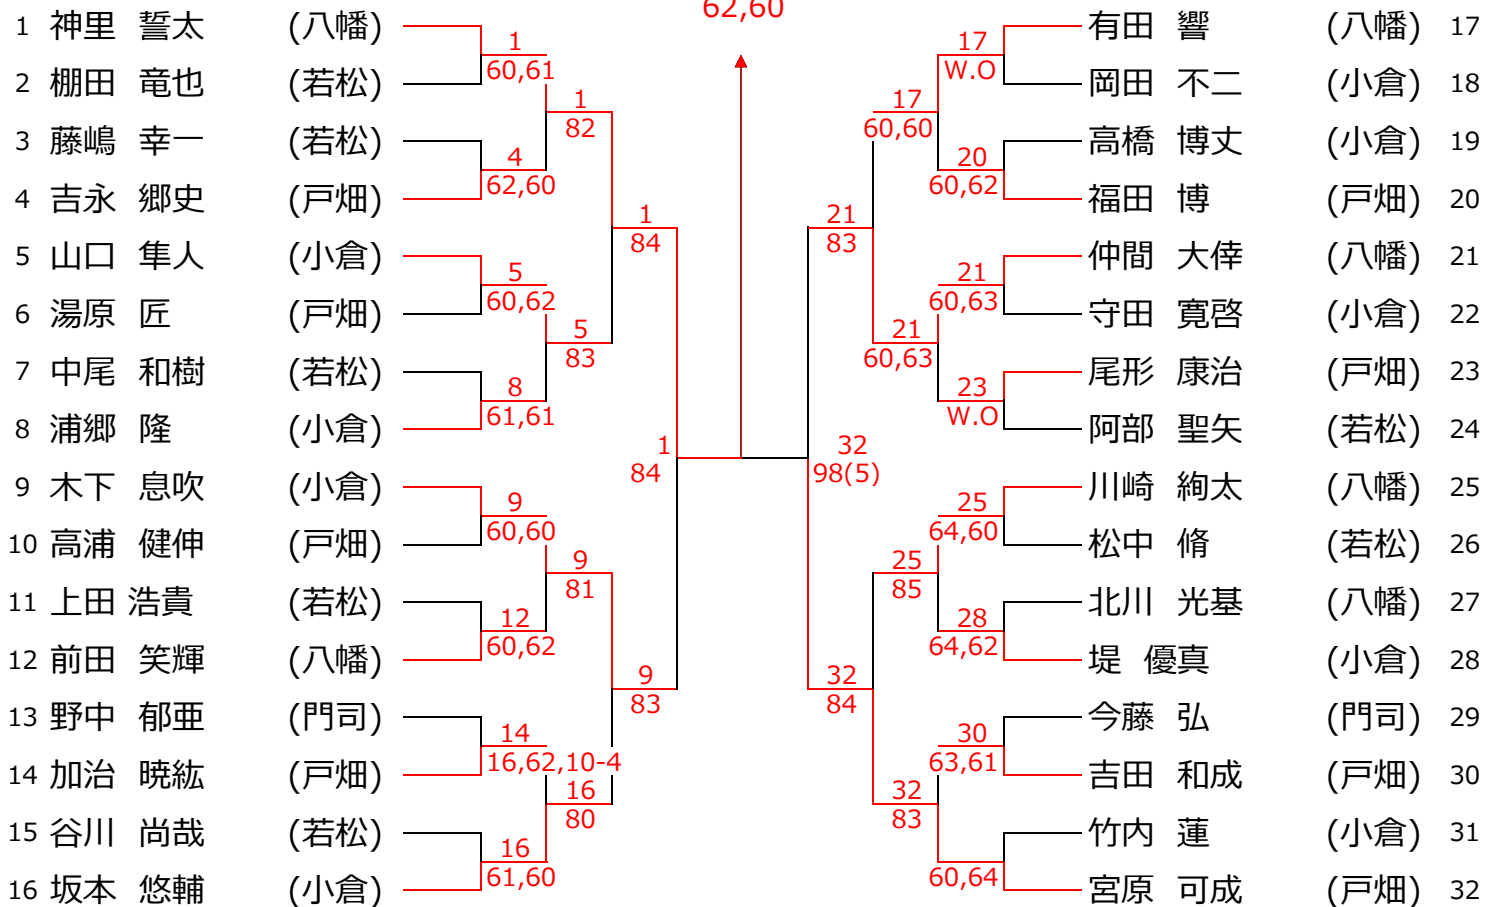 62,60
1 神里 誓太 (八幡)
2 棚田 竜也 (若松)
3 藤嶋 幸一 (若松)
4 吉永 郷史 (戸畑)
5 山口 隼人 (小倉)
6 湯原 匠 (戸畑)
7 中尾 和樹 (若松)
8 浦郷 隆 (小倉)
9 木下 息吹 (小倉)
10 高浦 健伸 (戸畑)
11 上田 浩貴 (若松)
12 前田 笑輝 (八幡)
13 野中 郁亜 (門司)
14 加治 暁紘 (戸畑)
15 谷川 尚哉 (若松)
16 坂本 悠輔 (小倉)
1
60,61
4
62,60
5
60,62
8
61,61
9
60,60
12
60,62
14
16,62,10-4
16
61,60
1
82
5
83
9
81
16
80
1
84
9
83
1
84
32
98(5)
21
83
32
84
17
60,60
21
60,63
25
85
32
83
17
W.O
20
60,62
21
60,63
23
W.O
25
64,60
28
64,62
30
63,61
60,64
有田 響 (八幡) 17
岡田 不二 (小倉) 18
高橋 博丈 (小倉) 19
福田 博 (戸畑) 20
仲間 大倖 (八幡) 21
守田 寛啓 (小倉) 22
尾形 康治 (戸畑) 23
阿部 聖矢 (若松) 24
川崎 絢太 (八幡) 25
松中 脩 (若松) 26
北川 光基 (八幡) 27
堤 優真 (小倉) 28
今藤 弘 (門司) 29
吉田 和成 (戸畑) 30
竹内 蓮 (小倉) 31
宮原 可成 (戸畑) 32